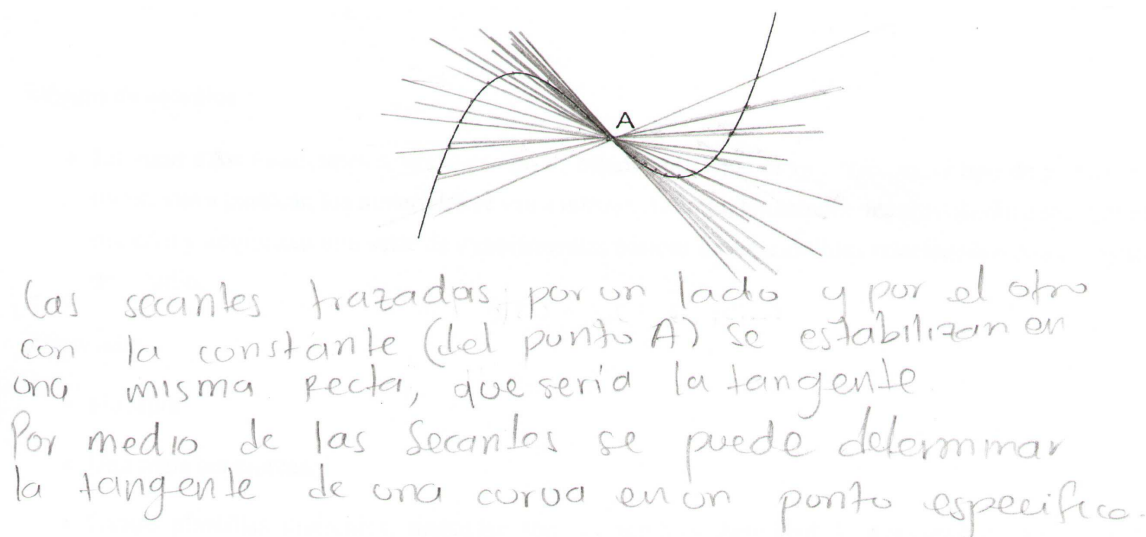 A
Las secantes trazadas por un lado y por el otro
con la constante (del punto A) se estabilizan en
una misma recta, que sería la tangente
Por medio de las secantes se puede determinar
la tangente de una curva en un punto especifico.